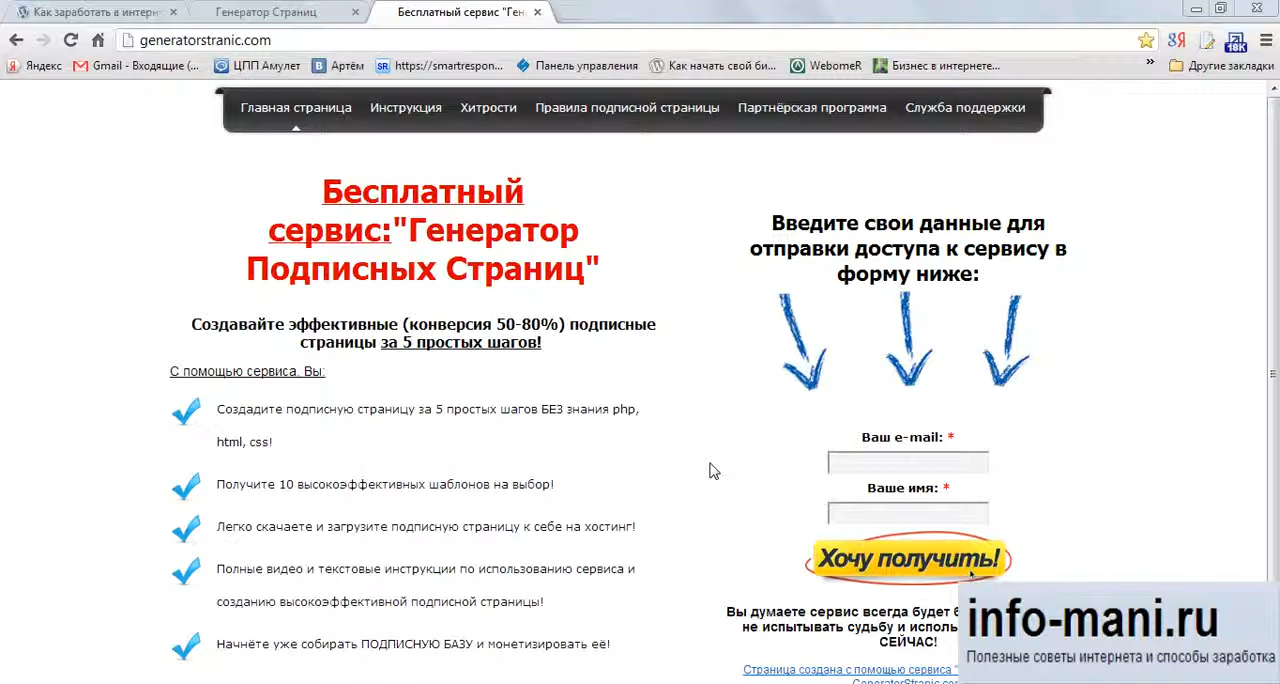 Как заработать в интерн
Генератор Страниц
Бесплатный сервис "Ген
generatorstranic.com
Яндекс
Gmail - Входящие (...
ЦПП Амулет
Артём
https://smartrespon...
Панель управления
Как начать свой би...
WebomeR
Бизнес в интернете...
Другие закладки
18K
Главная страница
Инструкция
Хитрости
Правила подписной страницы
Партнёрская программа
Служба поддержки
Бесплатный
сервис:"Генератор
Подписных Страниц"
Создавайте эффективные (конверсия 50-80%) подписные
страницы за 5 простых шагов!
С помощью сервиса, Вы:
Создадите подписную страницу за 5 простых шагов БЕЗ знания php,
html, css!
Получите 10 высокоэффективных шаблонов на выбор!
Легко скачаете и загрузите подписную страницу к себе на хостинг!
Полные видео и текстовые инструкции по использованию сервиса и
созданию высокоэффективной подписной страницы!
Начнёте уже собирать ПОДПИСНУЮ БАЗУ и монетизировать её!
Введите свои данные для
отправки доступа к сервису в
форму ниже:
Ваш e-mail: *
Ваше имя: *
Хочу получить!
Вы думаете сервис всегда будет
не испытывать судьбу и
СЕЙЧАС!
Страница создана с помощью сервиса "
info-mani.ru
Полезные советы интернета и способы заработка